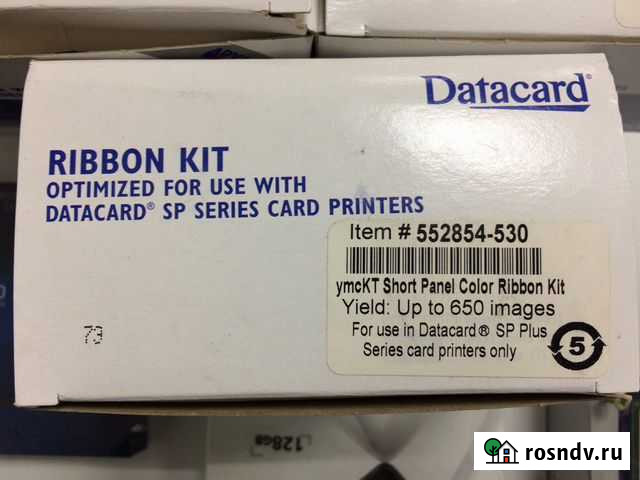 Datacard®
RIBBON KIT
OPTIMIZED FOR USE WITH
DATACARD® SP SERIES CARD PRINTERS
Item # 552854-530
ymcKT Short Panel Color Ribbon Kit
Yield: Up to 650 images
For use in Datacard® SP Plus
Series card printers only
5
73
128GB
rosndv.ru